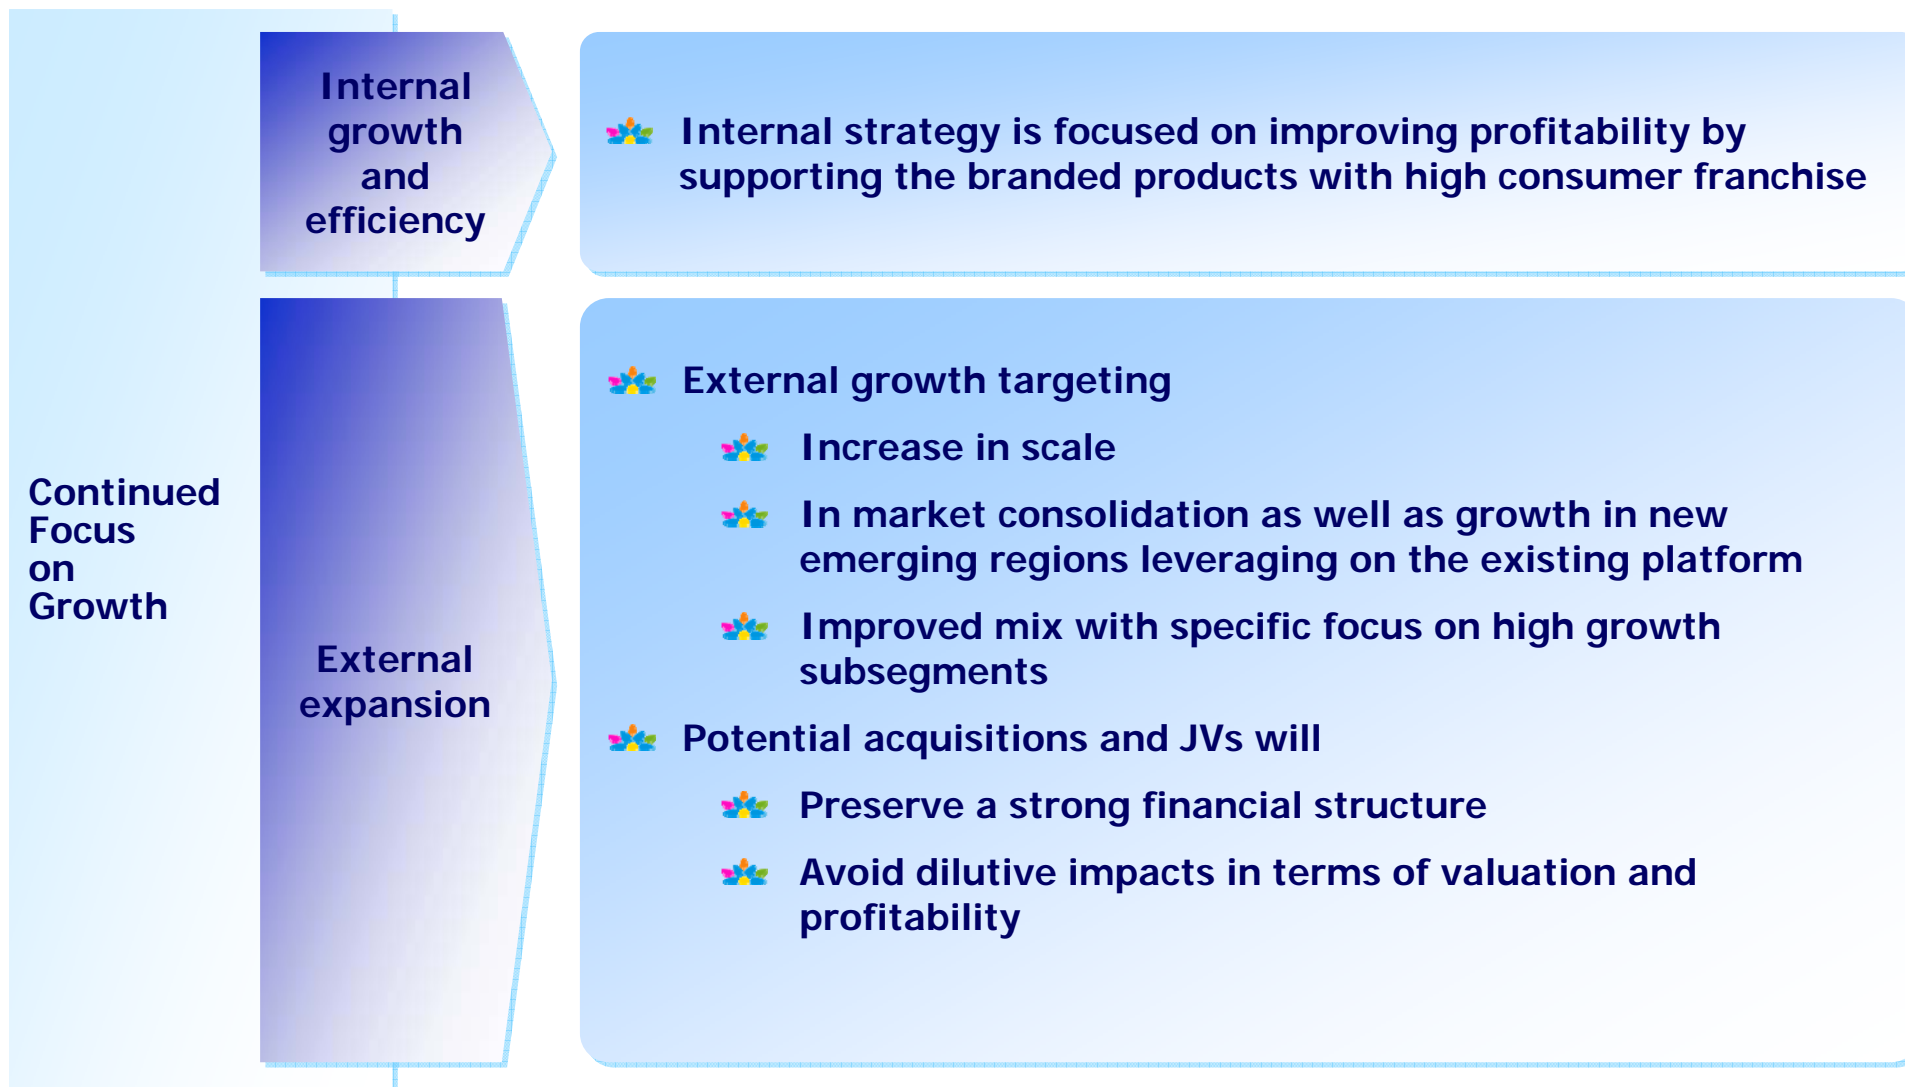 Continued
Focus
on
Growth
Internal
growth
and
efficiency
Internal strategy is focused on improving profitability by
supporting the branded products with high consumer franchise
External
expansion
External growth targeting
Increase in scale
In market consolidation as well as growth in new
emerging regions leveraging on the existing platform
Improved mix with specific focus on high growth
subsegments
Potential acquisitions and JVs will
Preserve a strong financial structure
Avoid dilutive impacts in terms of valuation and
profitability